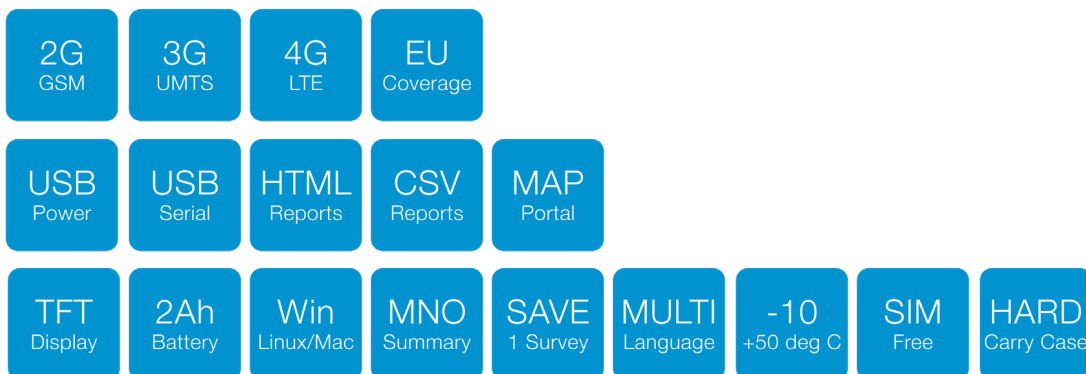 2G 3G 4G EU
GSM UMTS LTE Coverage
USB USB HTML CSV MAP
Power Serial Reports Reports Portal
TFT 2Ah Win MNO SAVE MULTI -10 SIM HARD
Display Battery Linux/Mac Summary 1 Survey Language +50 deg C Free Carry Case